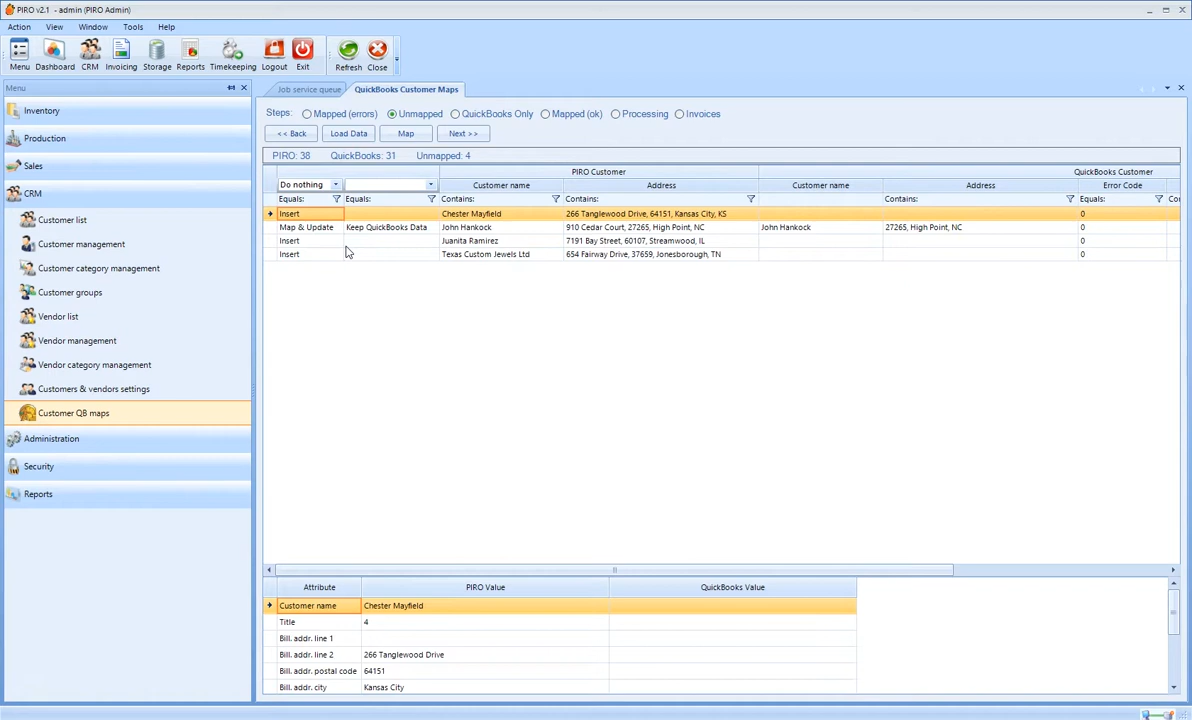 PIRO v2.1 - admin (PIRO Admin)
Action View Window Tools Help
Menu Dashboard CRM Invoicing Storage Reports Timekeeping Logout Exit Refresh Close
Menu
Inventory
Production
Sales
CRM
Customer list
Customer management
Customer category management
Customer groups
Vendor list
Vendor management
Vendor category management
Customers & vendors settings
Customer QB maps
Administration
Security
Reports
Job service queue QuickBooks Customer Maps
Steps: Mapped (errors) Unmapped QuickBooks Only Mapped (ok) Processing Invoices
<< Back Load Data Map Next >>
PIRO: 38 QuickBooks: 31 Unmapped: 4
PIRO Customer QuickBooks Customer
Do nothing Customer name Address Customer name Address Error Code
Equals: Equals: Contains: Contains: Contains: Equals: Co
Insert Chester Mayfield 266 Tanglewood Drive, 64151, Kansas City, KS 0
Map & Update Keep QuickBooks Data John Hankock 910 Cedar Court, 27265, High Point, NC John Hankock 27265, High Point, NC 0
Insert Juanita Ramirez 7191 Bay Street, 60107, Streamwood, IL 0
Insert Texas Custom Jewels Ltd 654 Fairway Drive, 37659, Jonesborough, TN 0
Attribute PIRO Value QuickBooks Value
Customer name Chester Mayfield
Title 4
Bill. addr. line 1
Bill. addr. line 2 266 Tanglewood Drive
Bill. addr. postal code 64151
Bill. addr. city Kansas City